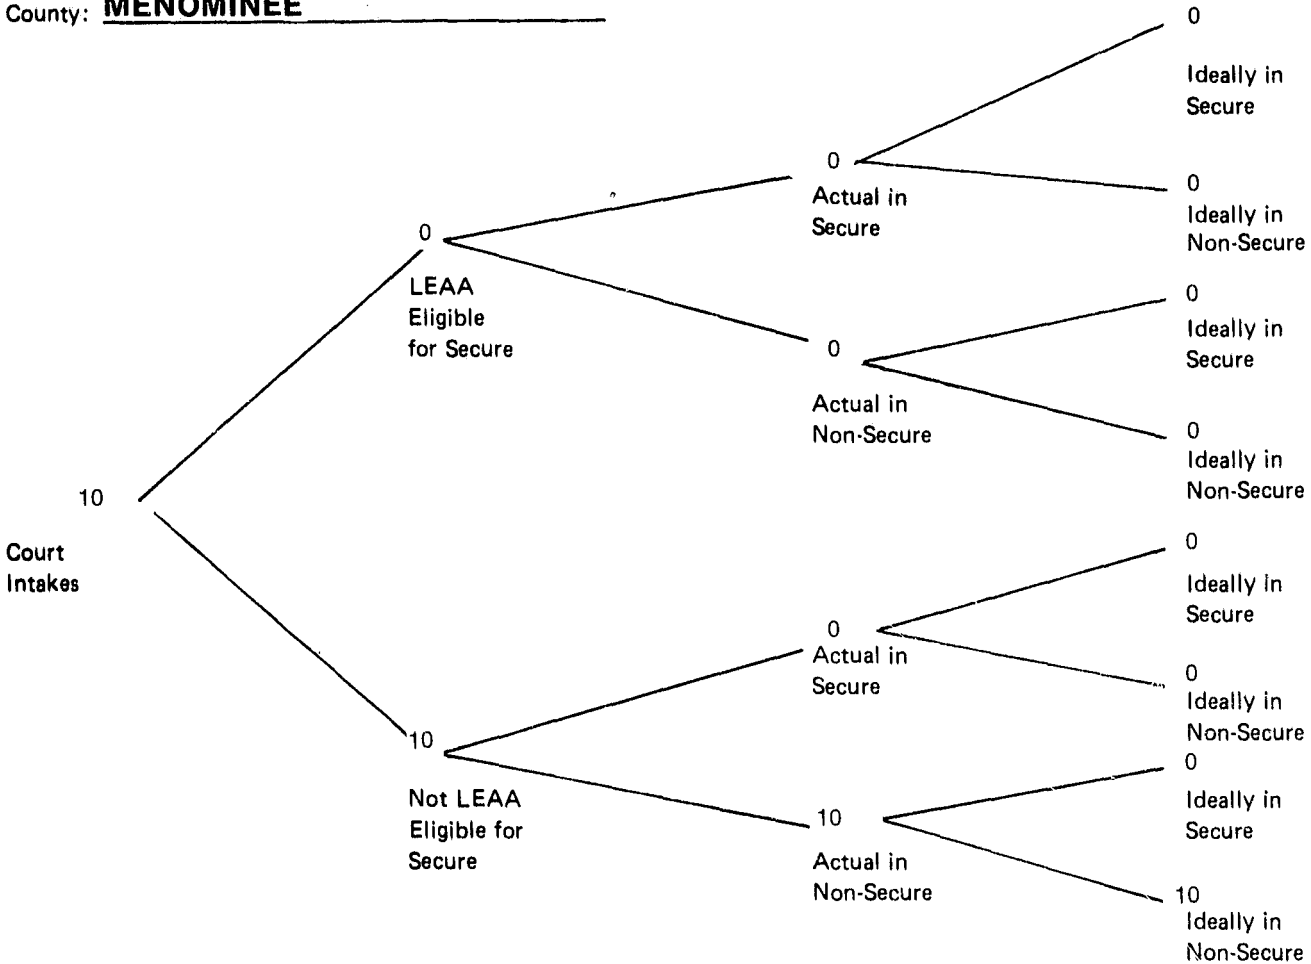 County: MENOMINEE
0
Ideally in
Secure
0
Actual in
Secure
0
Ideally in
Non-Secure
0
LEAA
Eligible
for Secure
0
Ideally in
Secure
0
Actual in
Non-Secure
0
Ideally in
Non-Secure
10
Court
Intakes
0
Ideally in
Secure
0
Actual in
Secure
0
Ideally in
Non-Secure
10
Not LEAA
Eligible for
Secure
0
Ideally in
Secure
10
Actual in
Non-Secure
10
Ideally in
Non-Secure